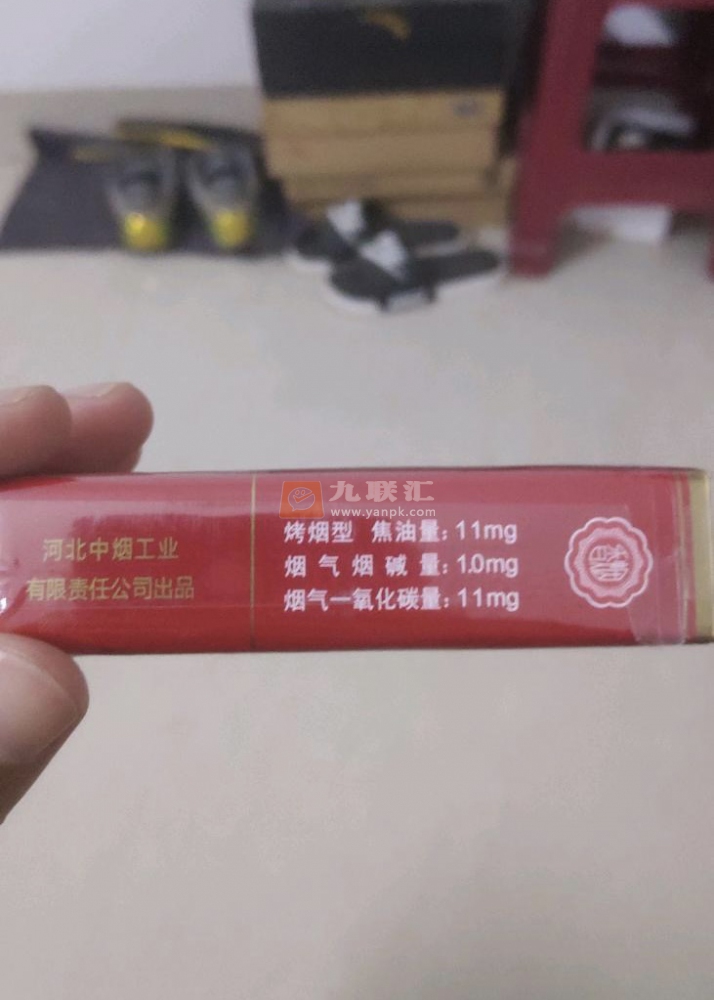 九联汇
www.yanpk.com
河北中烟工业
有限责任公司出品
烤烟型 焦油量:11mg
烟气烟碱量:1.0mg
烟气一氧化碳量:11mg